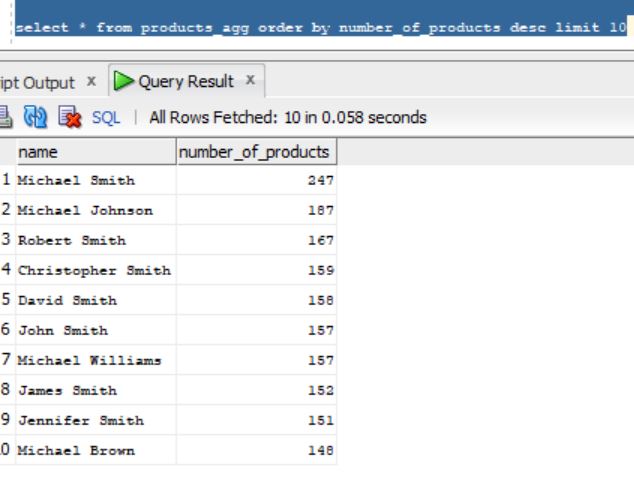 select * from products_agg order by number_of_products desc limit 10
ipt Output x Query Result x
SQL | All Rows Fetched: 10 in 0.058 seconds
name number_of_products
1 Michael Smith 247
2 Michael Johnson 187
3 Robert Smith 167
4 Christopher Smith 159
5 David Smith 158
6 John Smith 157
7 Michael Williams 157
8 James Smith 152
9 Jennifer Smith 151
0 Michael Brown 148